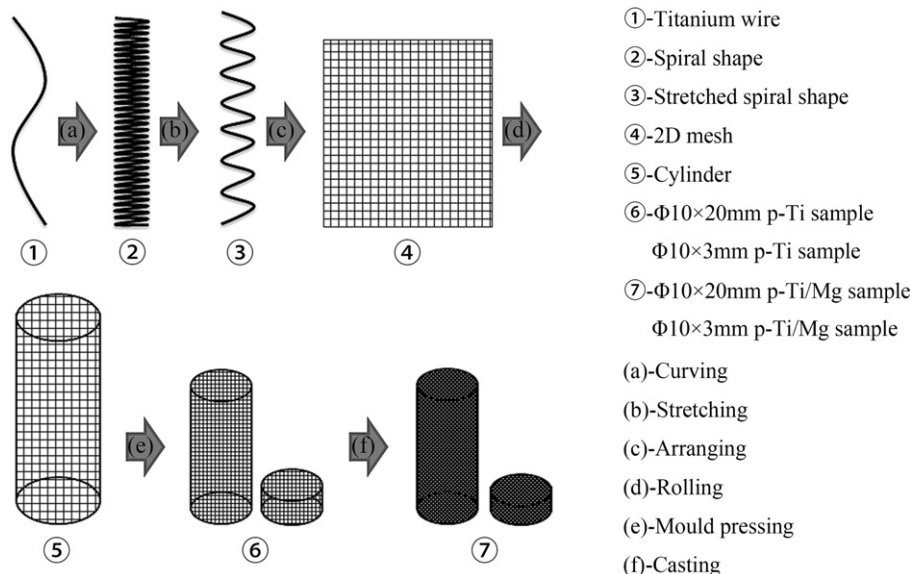 (a)
(b)
(c)
(d)
①
②
③
④
(e)
(f)
⑤
⑥
⑦
①-Titanium wire
②-Spiral shape
③-Stretched spiral shape
④-2D mesh
⑤-Cylinder
⑥-Φ10×20mm p-Ti sample
Φ10×3mm p-Ti sample
⑦-Φ10×20mm p-Ti/Mg sample
Φ10×3mm p-Ti/Mg sample
(a)-Curving
(b)-Stretching
(c)-Arranging
(d)-Rolling
(e)-Mould pressing
(f)-Casting